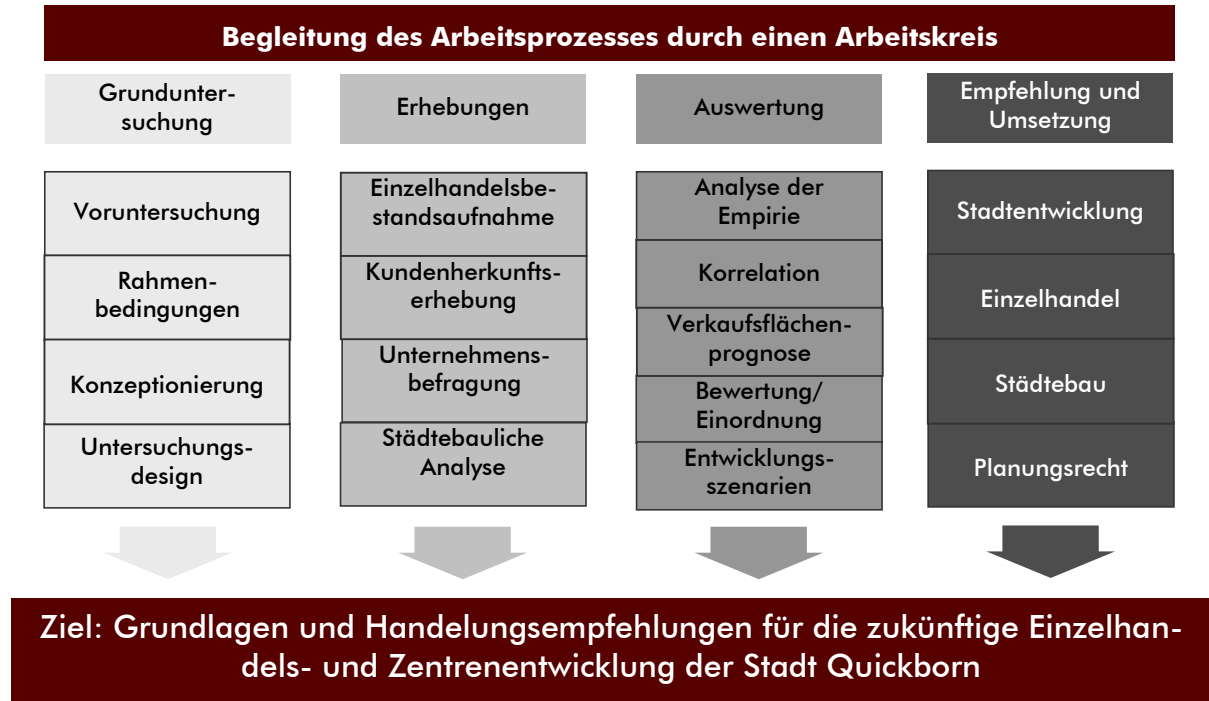 Begleitung des Arbeitsprozesses durch einen Arbeitskreis
Grundunter-
suchung
Voruntersuchung
Rahmen-
bedingungen
Konzeptionierung
Untersuchungs-
design
Erhebungen
Einzelhandelsbe-
standsaufnahme
Kundenherkunfts-
erhebung
Unternehmens-
befragung
Städtebauliche
Analyse
Auswertung
Analyse der
Empirie
Korrelation
Verkaufsflächen-
prognose
Bewertung/
Einordnung
Entwicklungs-
szenarien
Empfehlung und
Umsetzung
Stadtentwicklung
Einzelhandel
Städtebau
Planungsrecht
Ziel: Grundlagen und Handelungsempfehlungen für die zukünftige Einzelhan-
dels- und Zentrenentwicklung der Stadt Quickborn